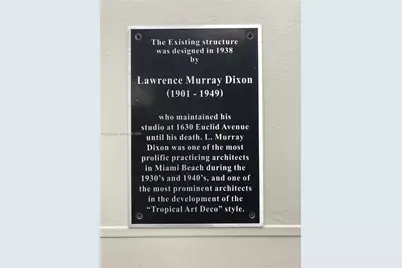 The Existing structure
was designed in 1938
by
Lawrence Murray Dixon
(1901 - 1949)
who maintained his
studio at 1630 Euclid Avenue
until his death. L. Murray
Dixon was one of the most
prolific practicing architects
in Miami Beach during the
1930's and 1940's, and one of
the most prominent architects
in the development of the
"Tropical Art Deco" style.